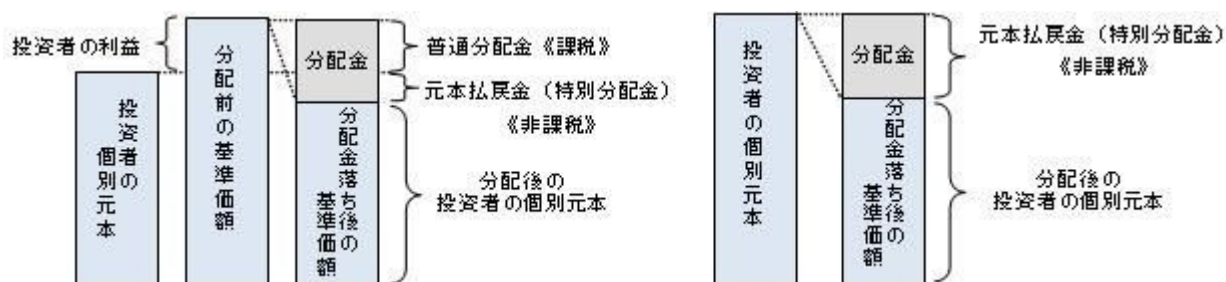 投資者の利益
投資者の
個別元本
分配前の基準価額
分配金
分配金落ち後の
基準価額
普通分配金《課税》
元本払戻金（特別分配金）
《非課税》
分配後の
投資者の個別元本
投資者の個別元本
分配金
分配金落ち後の
基準価額
元本払戻金（特別分配金）
《非課税》
分配後の
投資者の個別元本